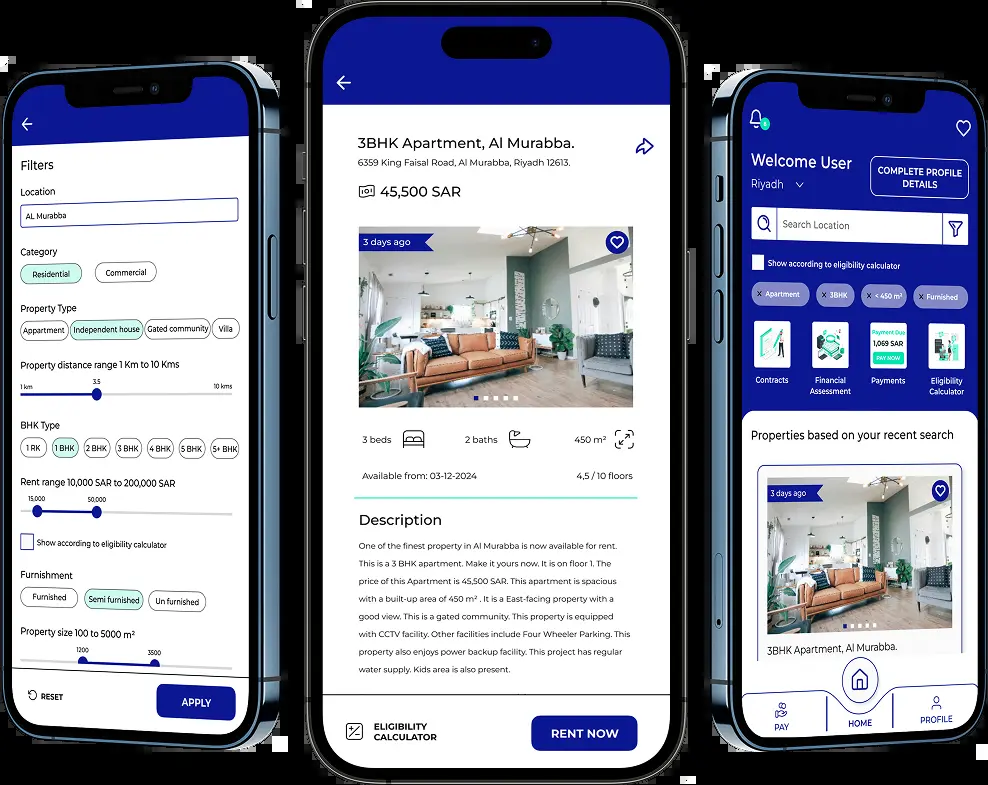 Filters
Location
AL Murabba
Category
Residential
Commercial
Property Type
Appartment
Independent house
Gated community
Villa
Property distance range 1 Km to 10 Kms
1 km
3.5
10 kms
BHK Type
1 RK
1 BHK
2 BHK
3 BHK
4 BHK
5 BHK
5+ BHK
Rent range 10,000 SAR to 200,000 SAR
15,000
50,000
Show according to eligibility calculator
Furnishment
Furnished
Semi furnished
Un furnished
Property size 100 to 5000 m²
1200
3500
RESET
APPLY
3BHK Apartment, Al Murabba.
6359 King Faisal Road, Al Murabba, Riyadh 12613.
45,500 SAR
3 days ago
3 beds
2 baths
450 m²
Available from: 03-12-2024
4,5 / 10 floors
Description
One of the finest property in Al Murabba is now available for rent.
This is a 3 BHK apartment. Make it yours now. It is on floor 1. The
price of this Apartment is 45,500 SAR. This apartment is spacious
with a built-up area of 450 m² . It is a East-facing property with a
good view. This is a gated community. This property is equipped
with CCTV facility. Other facilities include Four Wheeler Parking. This
property also enjoys power backup facility. This project has regular
water supply. Kids area is also present.
ELIGIBILITY
CALCULATOR
RENT NOW
Welcome User
Riyadh
COMPLETE PROFILE
DETAILS
Search Location
Show according to eligibility calculator
× Apartment
× 3BHK
× < 450 m²
× Furnished
Payment Due
1,069 SAR
PAY NOW
Contracts
Financial
Assessment
Payments
Eligibility
Calculator
Properties based on your recent search
3 days ago
3BHK Apartment, Al Murabba.
PAY
HOME
PROFILE